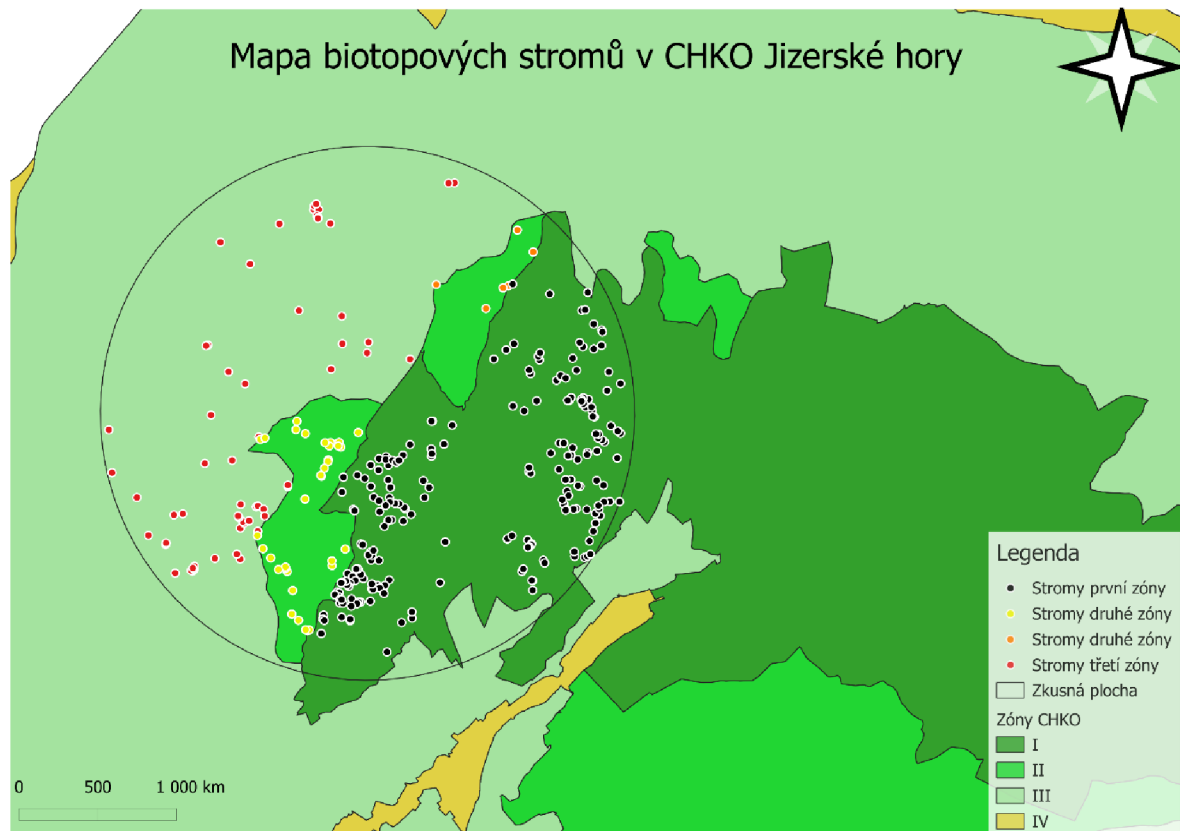 Mapa biotopových stromů v CHKO Jizerské hory
Legenda
Stromy první zóny
Stromy druhé zóny
Stromy druhé zóny
Stromy třetí zóny
Zkusná plocha
Zóny CHKO
I
II
III
IV
0 500 1 000 km